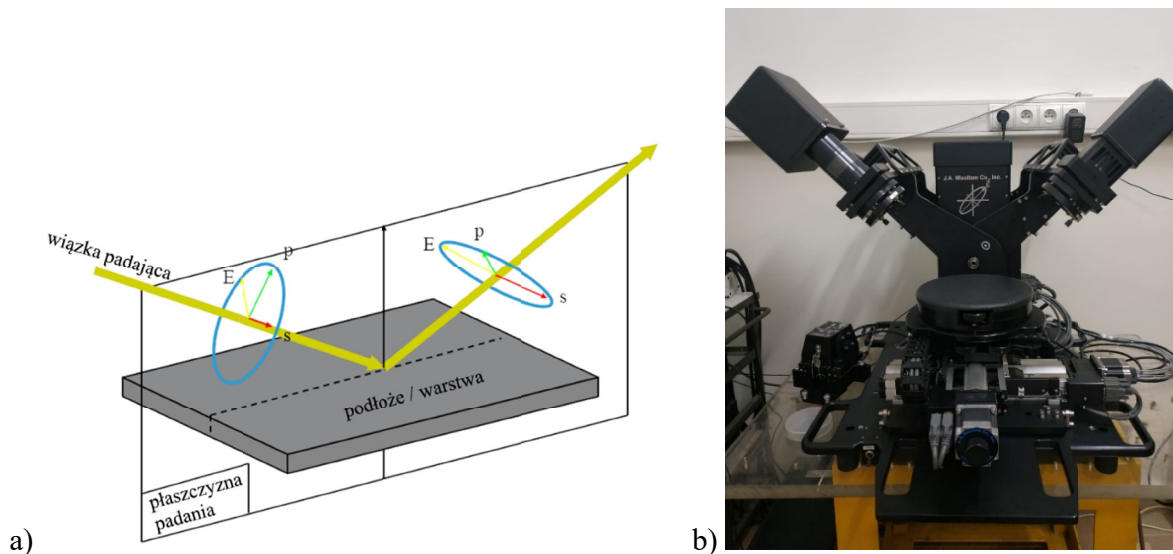 wiązka padająca
E
p
s
E
p
s
podłoże / warstwa
płaszczyzna
padania
a)
J.A. Woollam Co., Inc.
b)